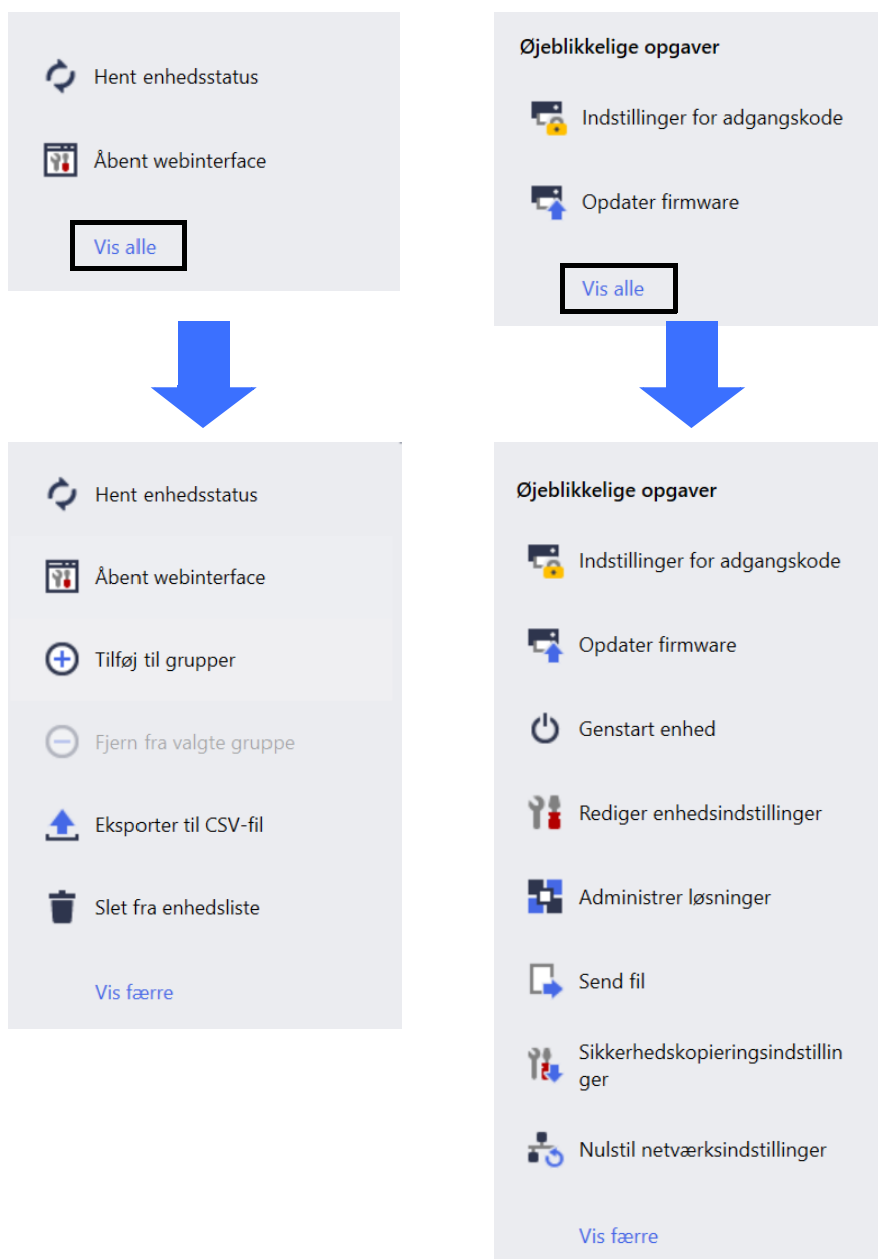 Hent enhedsstatus
Åbent webinterface
Vis alle
Øjeblikkelige opgaver
Indstillinger for adgangskode
Opdater firmware
Vis alle
Hent enhedsstatus
Åbent webinterface
Tilføj til grupper
Fjern fra valgte gruppe
Eksporter til CSV-fil
Slet fra enhedsliste
Vis færre
Øjeblikkelige opgaver
Indstillinger for adgangskode
Opdater firmware
Genstart enhed
Rediger enhedsindstillinger
Administrer løsninger
Send fil
Sikkerhedskopieringsindstillin
ger
Nulstil netværksindstillinger
Vis færre